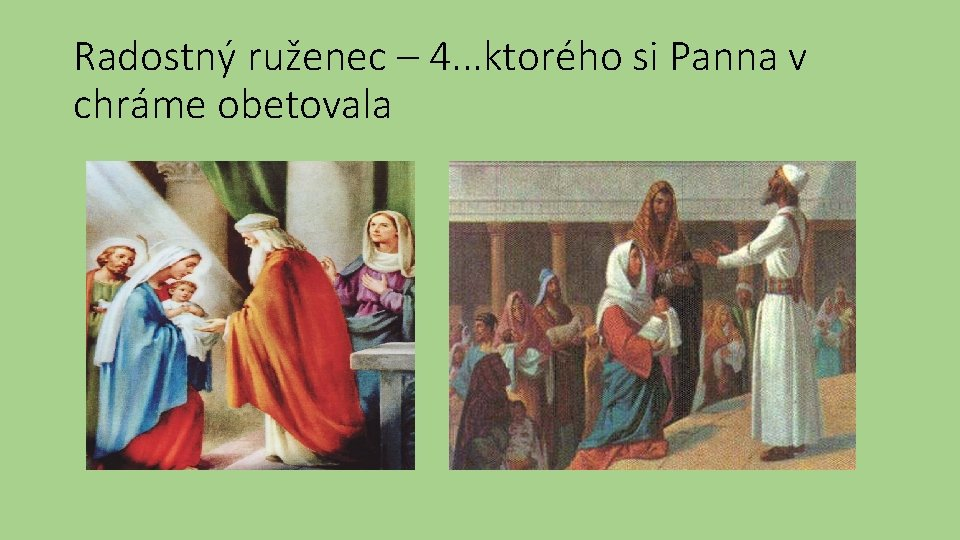 Radostný ruženec – 4...ktorého si Panna v
chráme obetovala